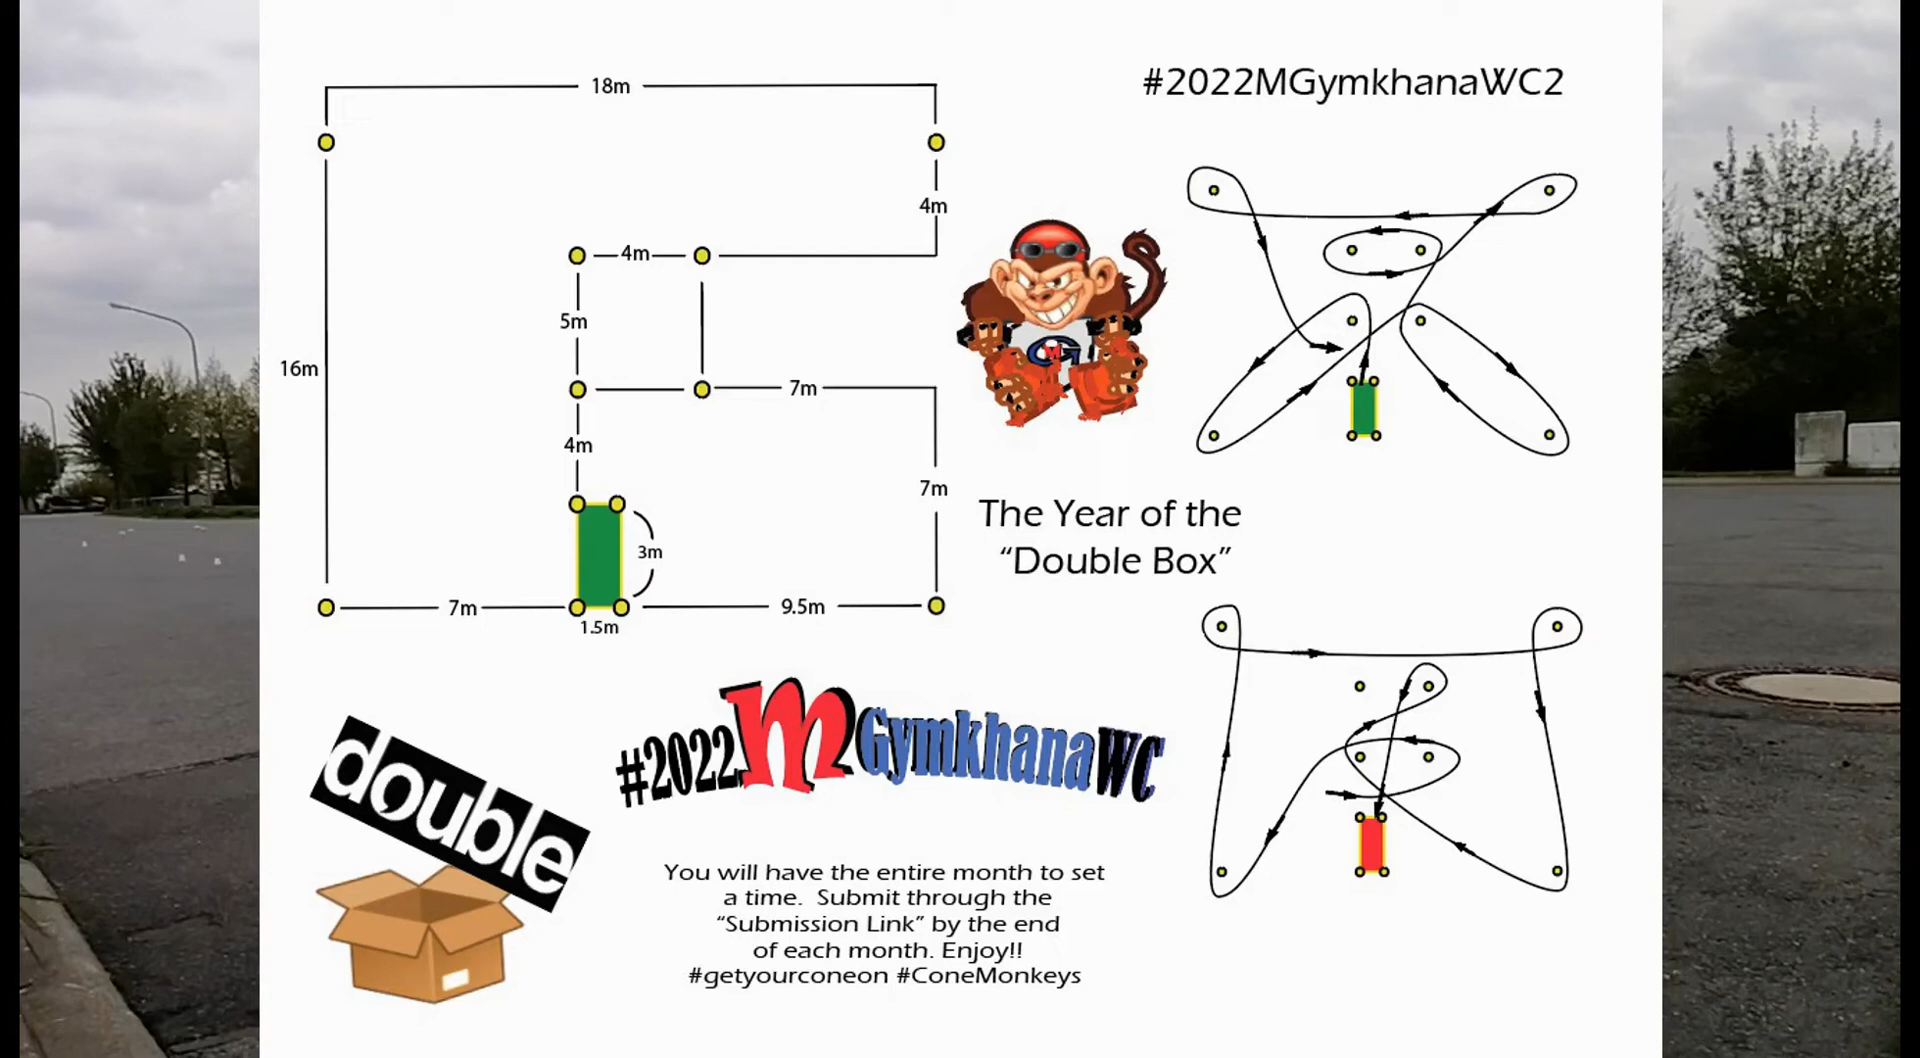 18m
4m
4m
5m
16m
7m
4m
7m
3m
7m
9.5m
1.5m
#2022MGymkhanaWC2
GM
The Year of the
“Double Box”
double
#2022MGymkhanaWC
You will have the entire month to set
a time. Submit through the
“Submission Link” by the end
of each month. Enjoy!!
#getyourconeon #ConeMonkeys